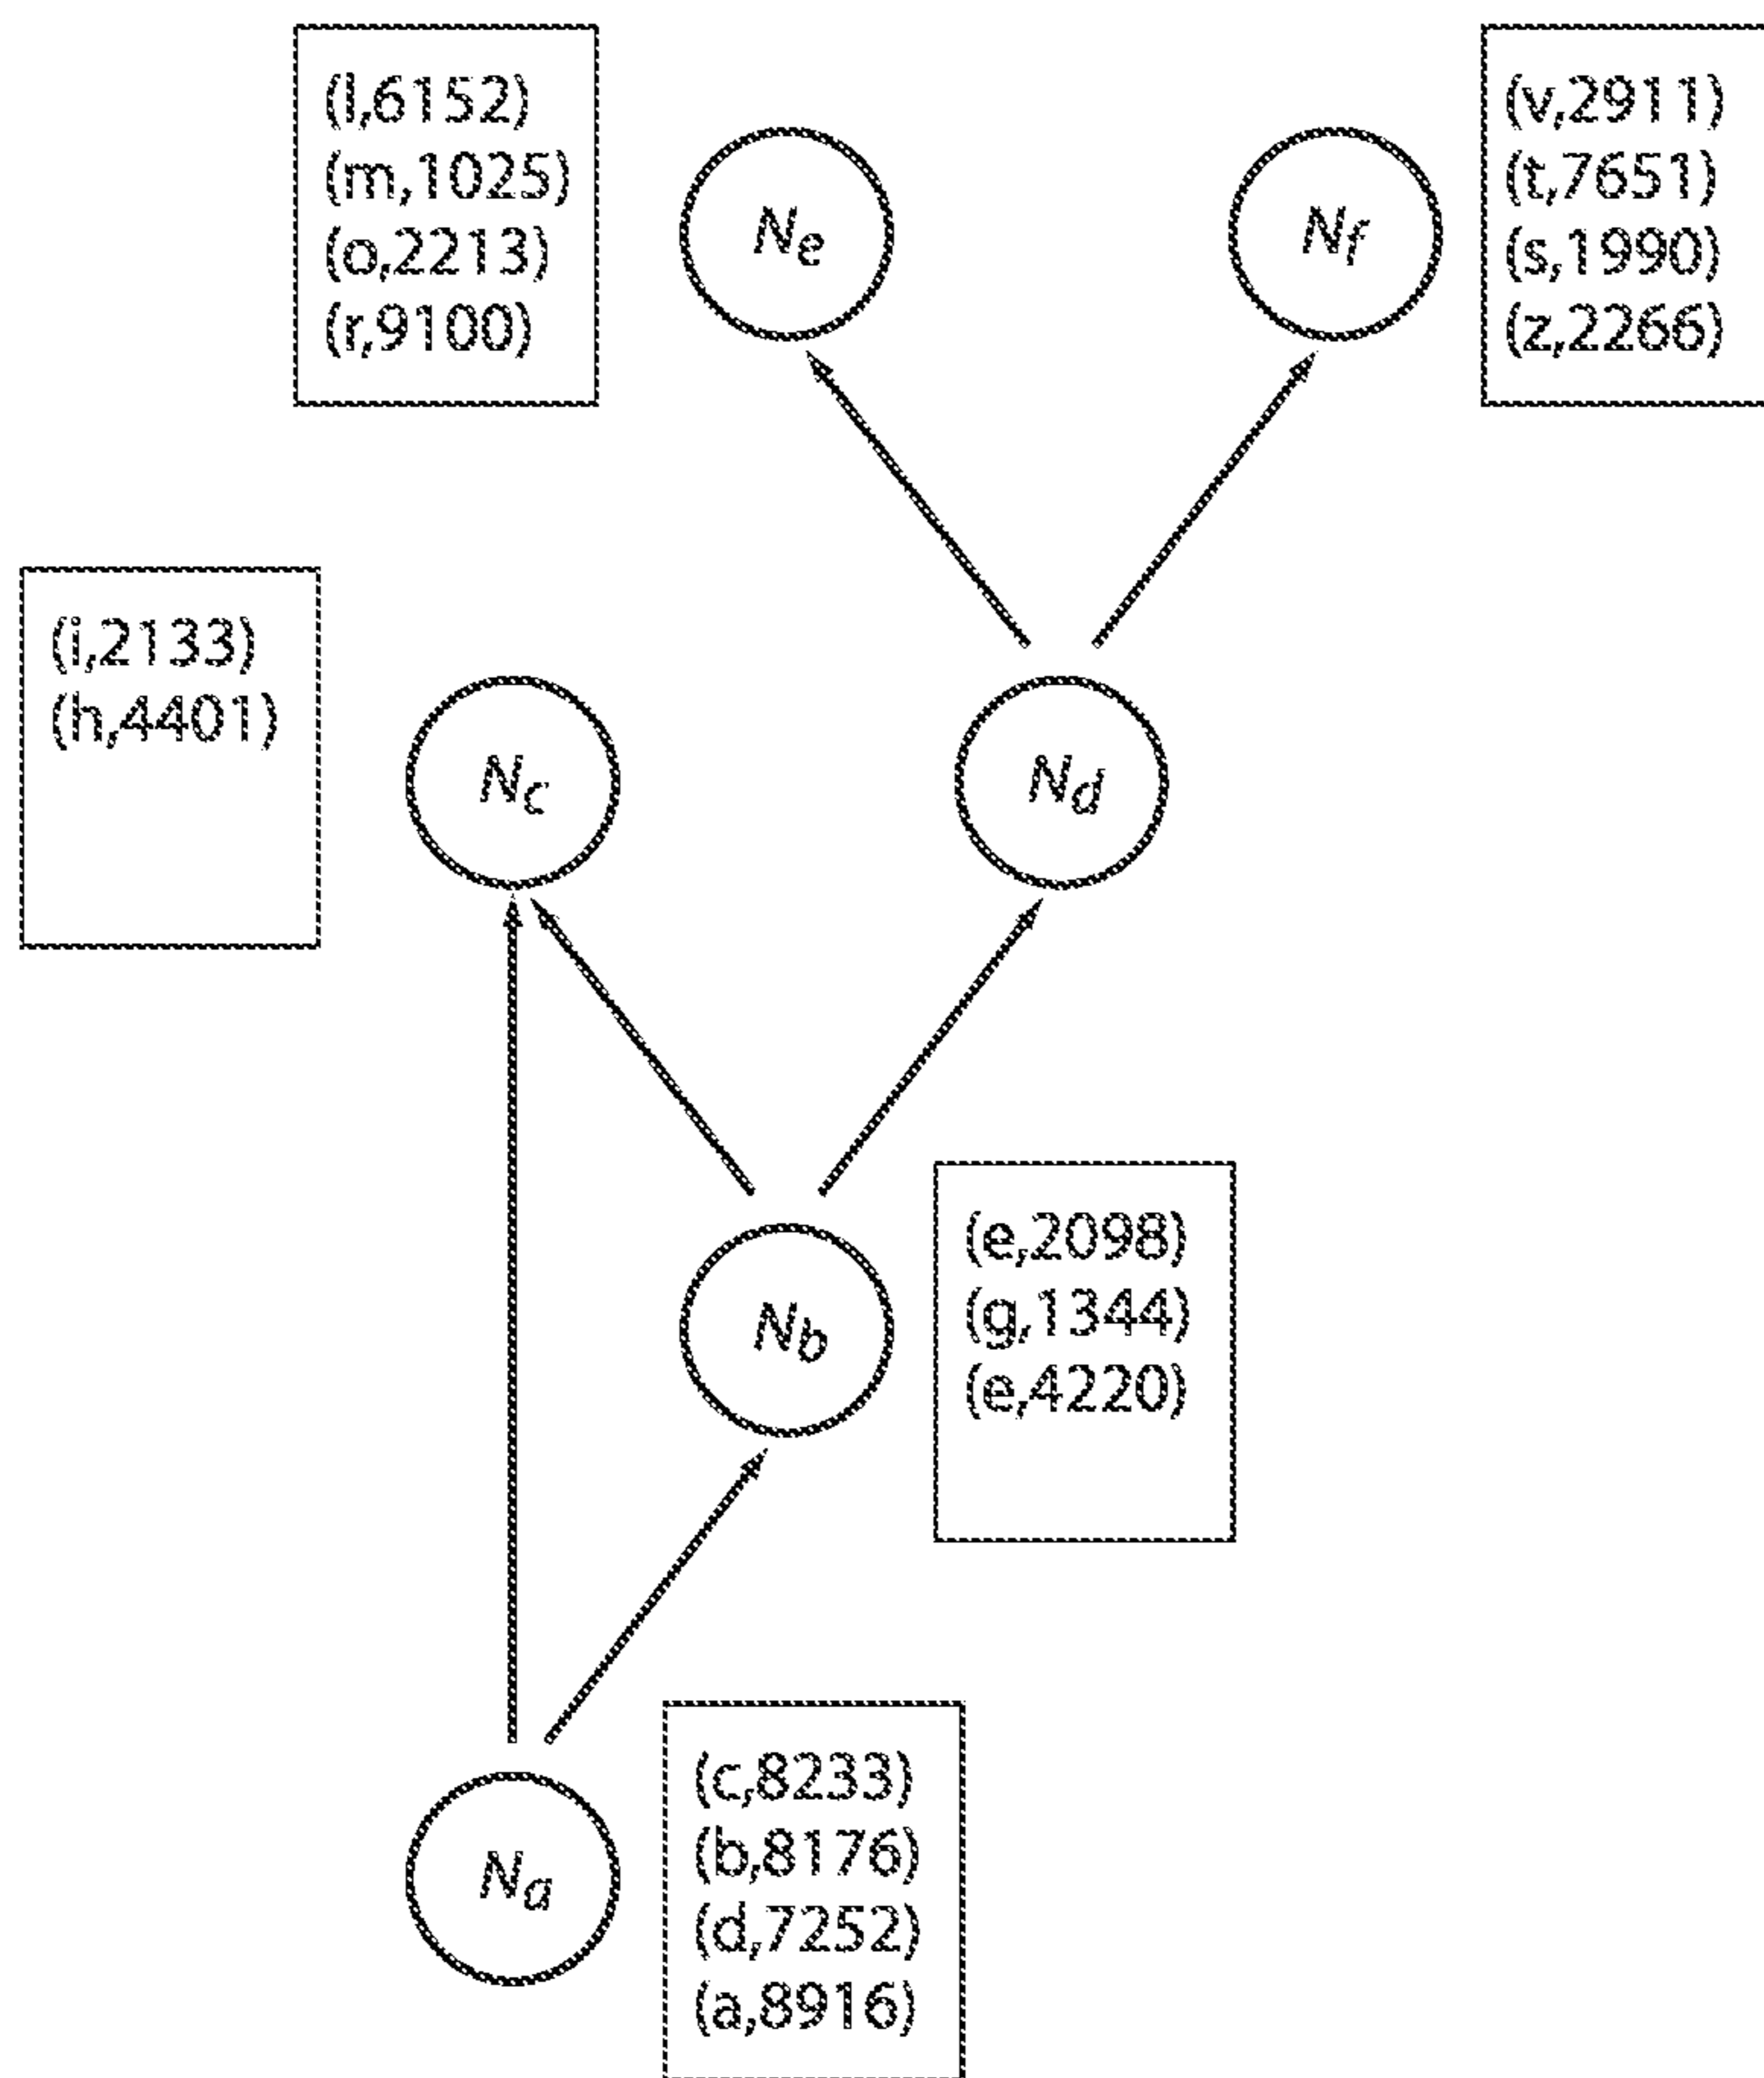 (l,6152)
(m,1025)
(o,2213)
(r,9100)
Ne
Nf
(v,2911)
(t,7651)
(s,1990)
(z,2266)
(i,2133)
(h,4401)
Nc
Nd
Nb
(e,2098)
(g,1344)
(e,4220)
Na
(c,8233)
(b,8176)
(d,7252)
(a,8916)